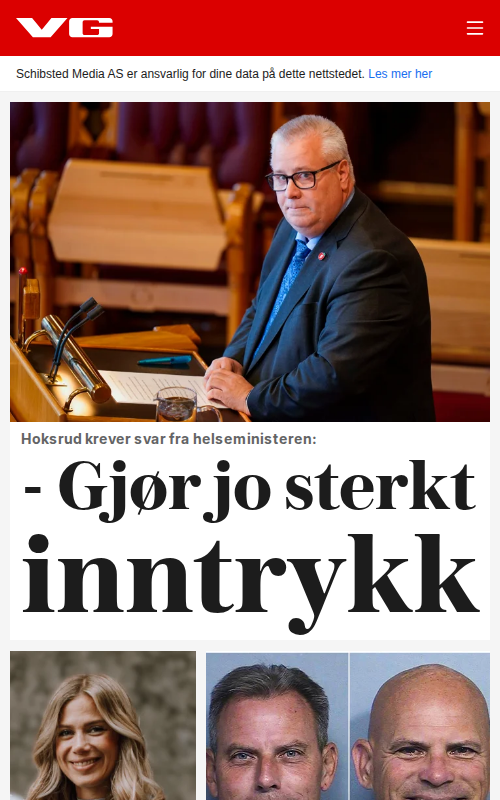 VG
Schibsted Media AS er ansvarlig for dine data på dette nettstedet. Les mer her
Hoksrud krever svar fra helseministeren:
- Gjør jo sterkt
inntrykk